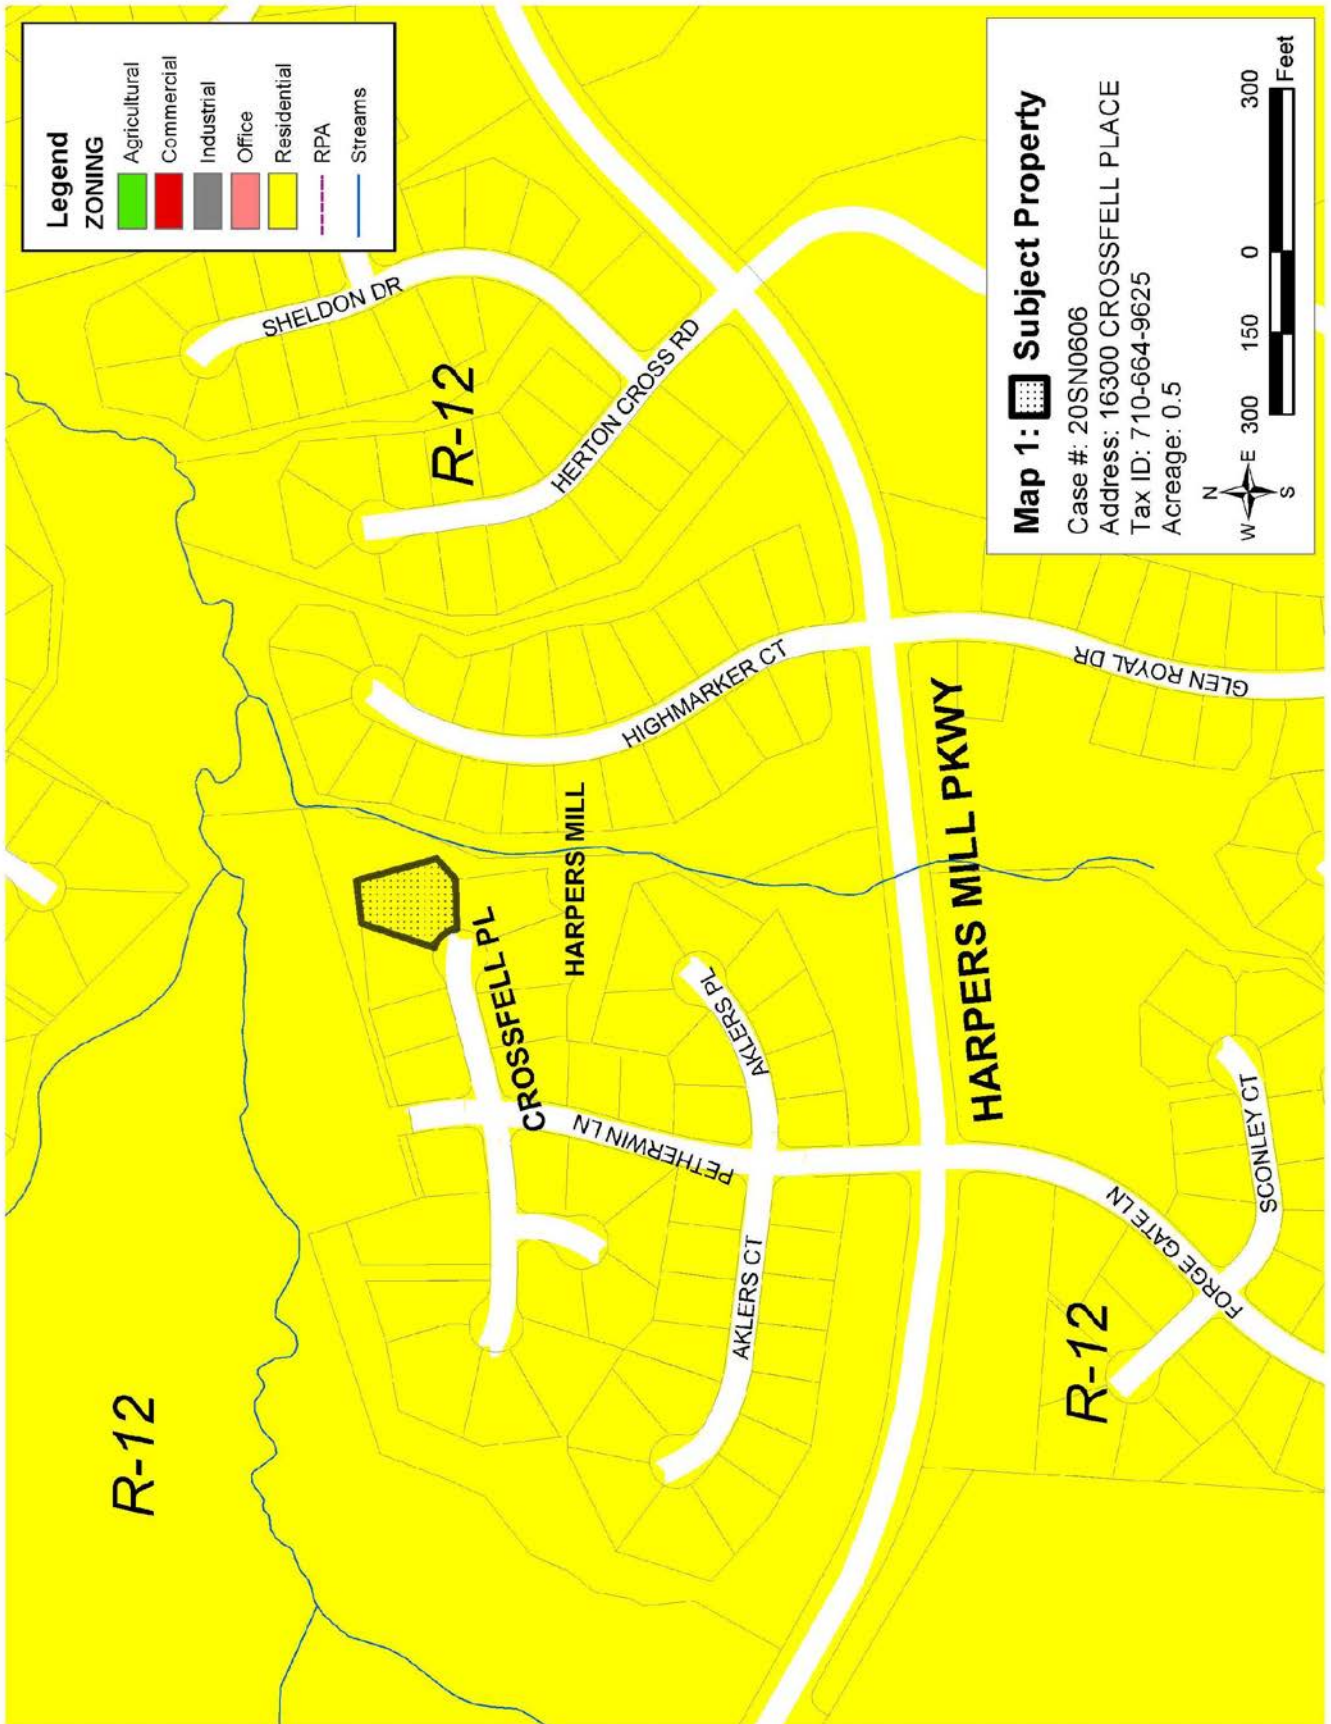 Legend
ZONING
Agricultural
Commercial
Industrial
Office
Residential
RPA
Streams
R-12
SHELDON DR
R-12
HERTON CROSS RD
HIGHMARKER CT
HARPERS MILL
CROSSFELL PL
PETHERWIN LN
AKLERS PL
AKLERS CT
HARPERS MILL PKWY
GLEN ROYAL DR
FORGE GATE LN
SCONLEY CT
R-12
Map 1: Subject Property
Case #: 20SN0606
Address: 16300 CROSSFELL PLACE
Tax ID: 710-664-9625
Acreage: 0.5
N
W E
S
300 150 0 300
Feet